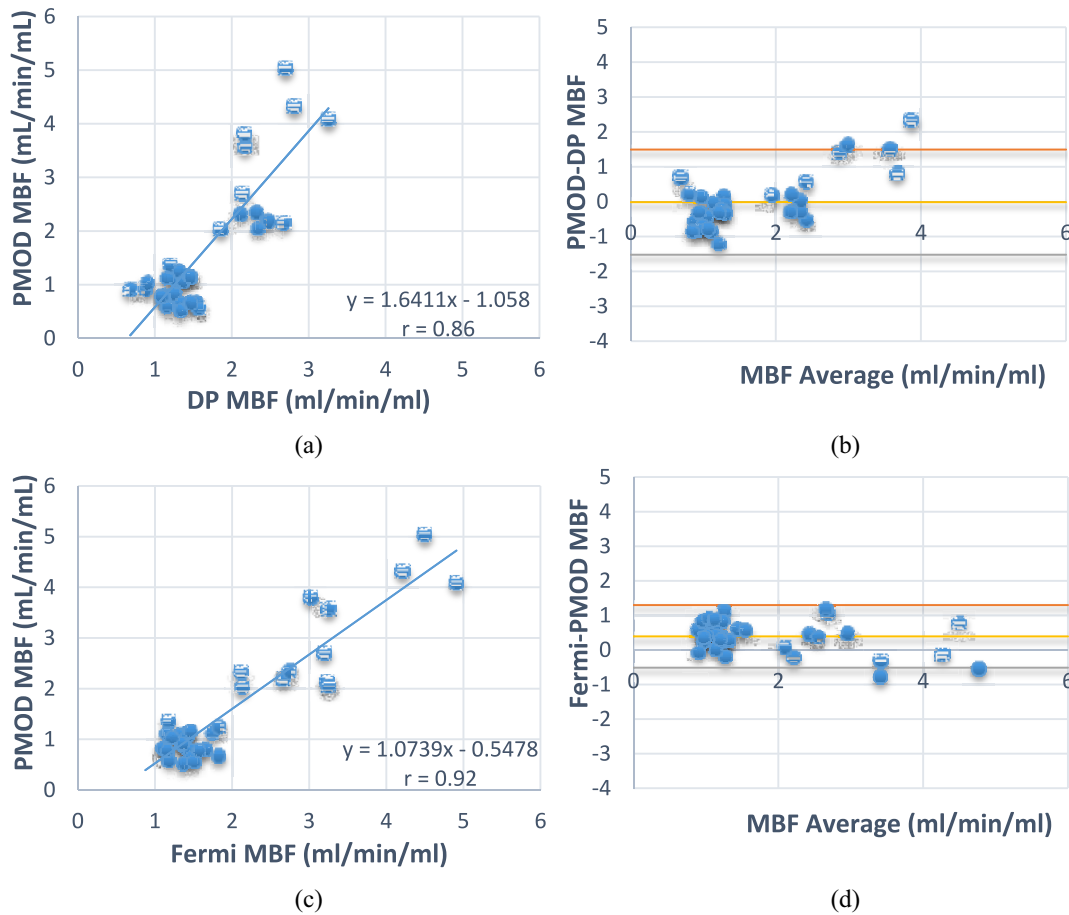 6
5
4
3
2
1
0
0 1 2 3 4 5 6
PMOD MBF (mL/min/mL)
y = 1.6411x - 1.058
r = 0.86
DP MBF (ml/min/ml)
(a)
5
4
3
2
1
0
-1
-2
-3
-4
0 2 4 6
PMOD-DP MBF
MBF Average (ml/min/ml)
(b)
6
5
4
3
2
1
0
0 1 2 3 4 5 6
PMOD MBF (mL/min/mL)
y = 1.0739x - 0.5478
r = 0.92
Fermi MBF (ml/min/ml)
(c)
5
4
3
2
1
0
-1
-2
-3
-4
0 2 4 6
Fermi-PMOD MBF
MBF Average (ml/min/ml)
(d)